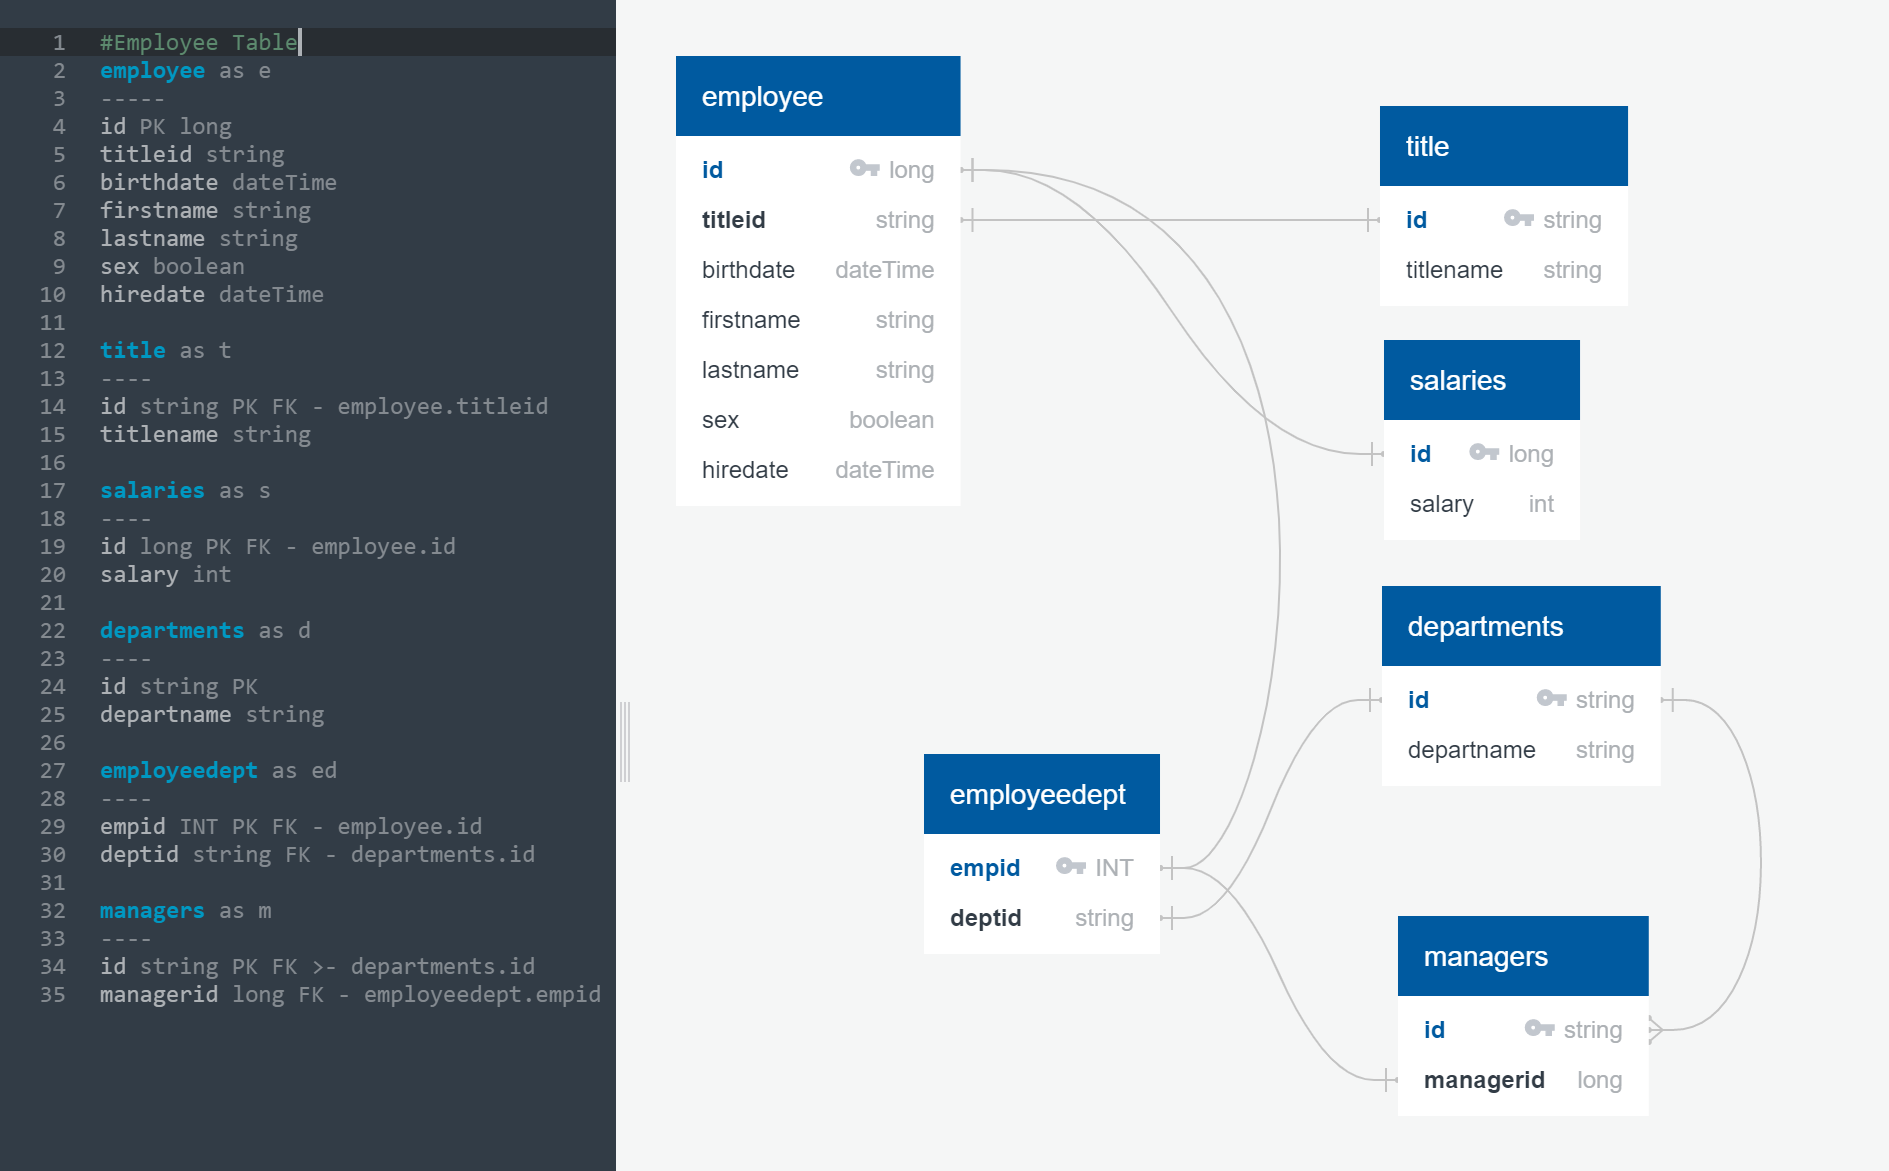 1 #Employee Table
2 employee as e
3 -----
4 id PK long
5 titleid string
6 birthdate dateTime
7 firstname string
8 lastname string
9 sex boolean
10 hiredate dateTime
11
12 title as t
13 ----
14 id string PK FK - employee.titleid
15 titlename string
16
17 salaries as s
18 ----
19 id long PK FK - employee.id
20 salary int
21
22 departments as d
23 ----
24 id string PK
25 departname string
26
27 employeedept as ed
28 ----
29 empid INT PK FK - employee.id
30 deptid string FK - departments.id
31
32 managers as m
33 ----
34 id string PK FK >- departments.id
35 managerid long FK - employeedept.empid
employee
id long
titleid string
birthdate dateTime
firstname string
lastname string
sex boolean
hiredate dateTime
title
id string
titlename string
salaries
id long
salary int
departments
id string
departname string
employeedept
empid INT
deptid string
managers
id string
managerid long